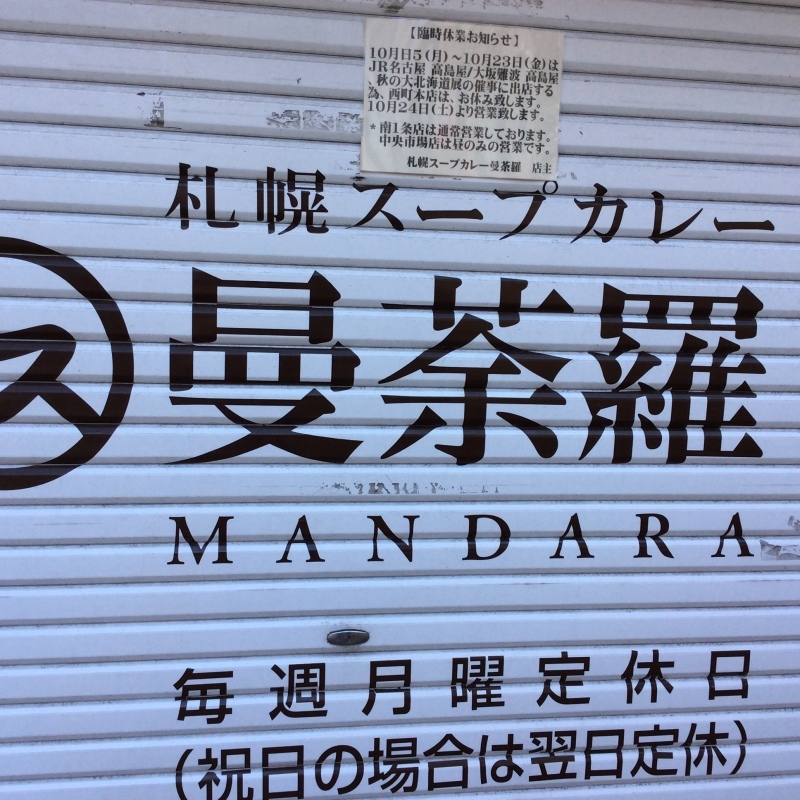 【臨時休業お知らせ】
10月日5(月)～10月23日(金)は
JR名古屋 高島屋/大坂難波 高島屋
、秋の大北海道展の催事に出店する
為、西町本店は、お休み致します。
10月24日(土)より営業致します。
*南1条店は通常営業しております。
中央市場店は昼のみの営業です。
札幌スープカレー曼荼羅 店主
札幌スープカレー
ス
曼荼羅
MANDARA
毎週月曜定休日
(祝日の場合は翌日定休)